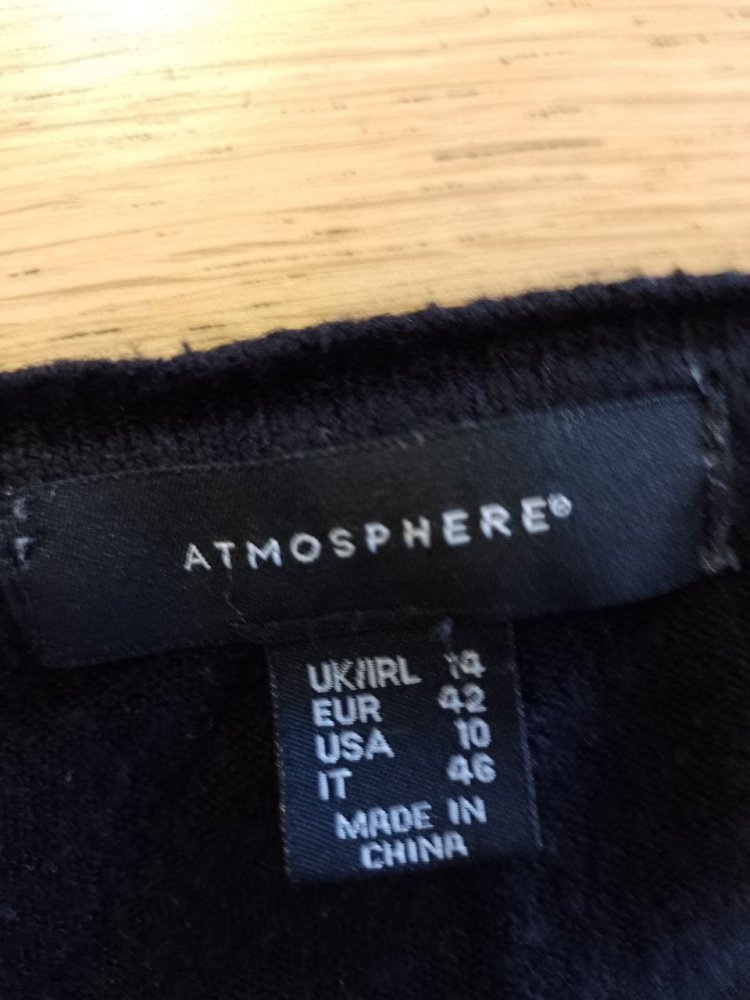 ATMOSPHERE®
UK/IRL 14
EUR 42
USA 10
IT 46
MADE IN
CHINA